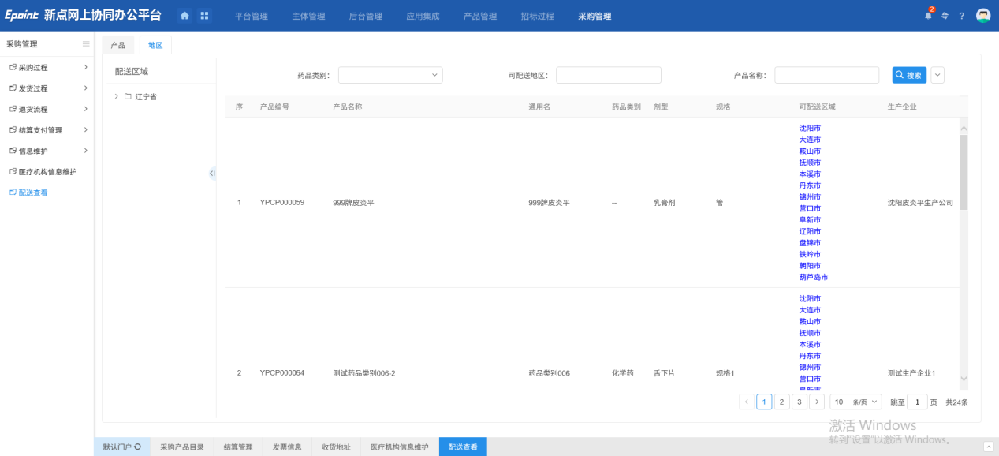 Epoint 新点网上协同办公平台 平台管理 主体管理 后台管理 应用集成 产品管理 招标过程 采购管理 2 ?
采购管理
采购过程
发货过程
退货流程
结算支付管理
信息维护
医疗机构信息维护
配送查看
产品 地区
配送区域
辽宁省
药品类别： 可配送地区： 产品名称： 搜索
序 产品编号 产品名称 通用名 药品类别 剂型 规格 可配送区域 生产企业
1 YPCP000059 999牌皮炎平 999牌皮炎平 -- 乳膏剂 管 沈阳皮炎平生产公司
沈阳市
大连市
鞍山市
抚顺市
本溪市
丹东市
锦州市
营口市
阜新市
辽阳市
盘锦市
铁岭市
朝阳市
葫芦岛市
2 YPCP000064 测试药品类别006-2 药品类别006 化学药 舌下片 规格1 测试生产企业1
沈阳市
大连市
鞍山市
抚顺市
本溪市
丹东市
锦州市
营口市
阜新市
1 2 3 10 条/页 跳至 1 页 共24条
激活 Windows
转到"设置"以激活 Windows。
默认门户 采购产品目录 结算管理 发票信息 收货地址 医疗机构信息维护 配送查看